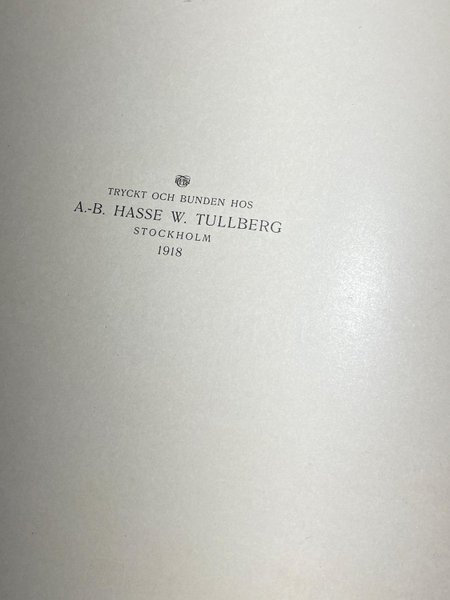 TRYCKT OCH BUNDEN HOS
A.-B. HASSE W. TULLBERG
STOCKHOLM
1918